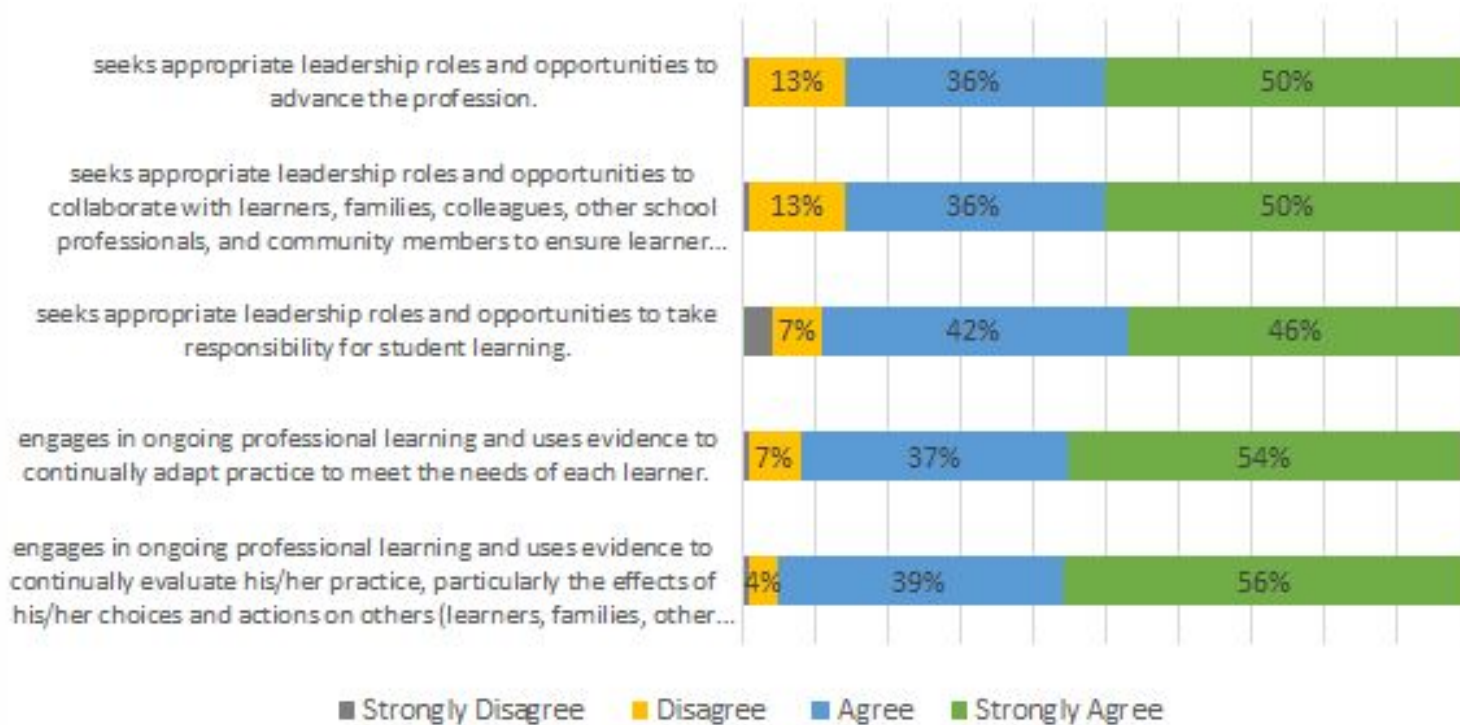 seeks appropriate leadership roles and opportunities to
advance the profession.
13% 36% 50%
seeks appropriate leadership roles and opportunities to
collaborate with learners, families, colleagues, other school
professionals, and community members to ensure learner...
13% 36% 50%
seeks appropriate leadership roles and opportunities to take
responsibility for student learning.
7% 42% 46%
engages in ongoing professional learning and uses evidence to
continually adapt practice to meet the needs of each learner.
7% 37% 54%
engages in ongoing professional learning and uses evidence to
continually evaluate his/her practice, particularly the effects of
his/her choices and actions on others (learners, families, other...
4% 39% 56%
Strongly Disagree Disagree Agree Strongly Agree